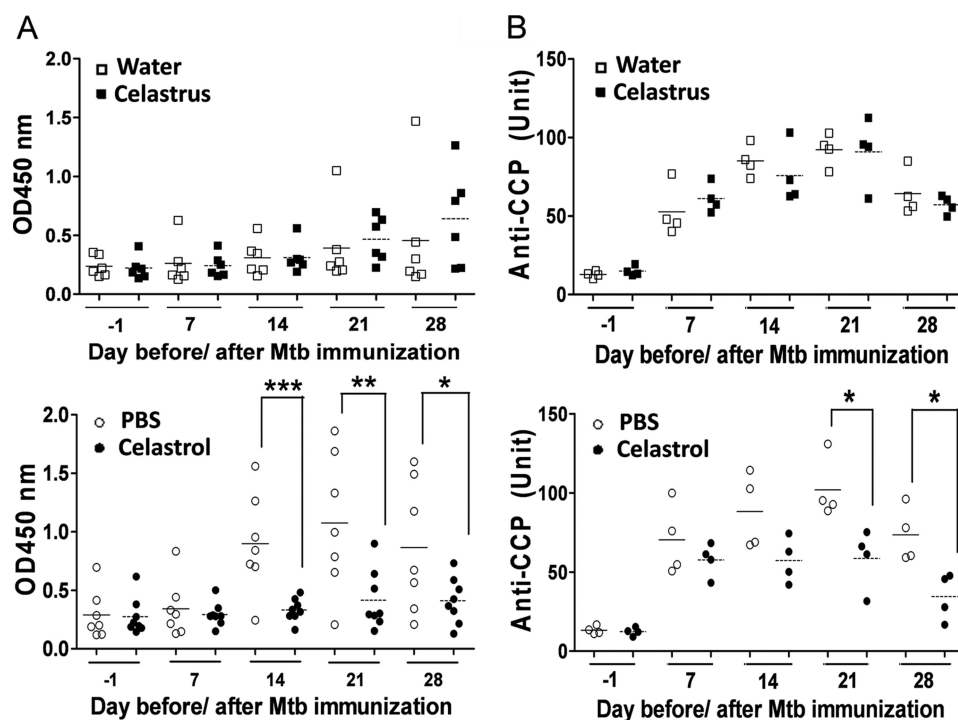 A
OD450 nm
2.0
1.5
1.0
0.5
0.0
Water
Celastrus
-1 7 14 21 28
Day before/ after Mtb immunization
B
Anti-CCP (Unit)
150
100
50
0
Water
Celastrus
-1 7 14 21 28
Day before/ after Mtb immunization
OD450 nm
2.0
1.5
1.0
0.5
0.0
PBS
Celastrol
*** ** *
-1 7 14 21 28
Day before/ after Mtb immunization
Anti-CCP (Unit)
150
100
50
0
PBS
Celastrol
* *
-1 7 14 21 28
Day before/ after Mtb immunization